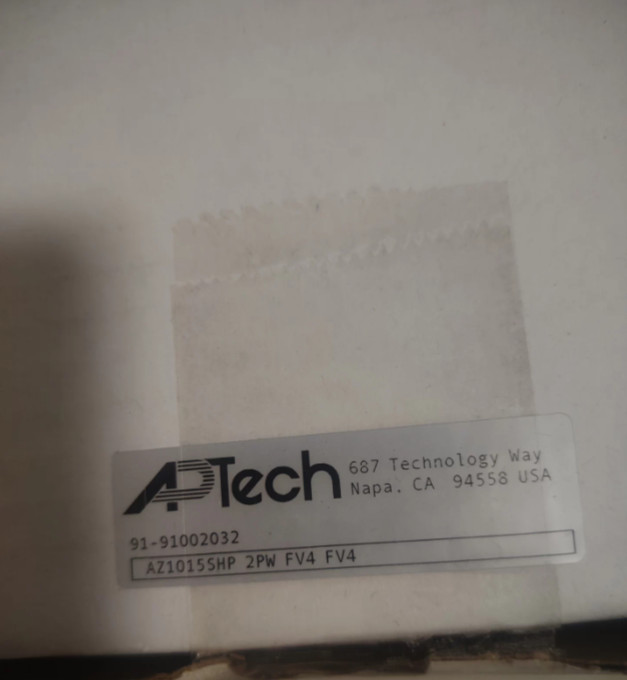 APTech
687 Technology Way
Napa, CA 94558 USA
91-91002032
AZ1015SHP 2PW FV4 FV4